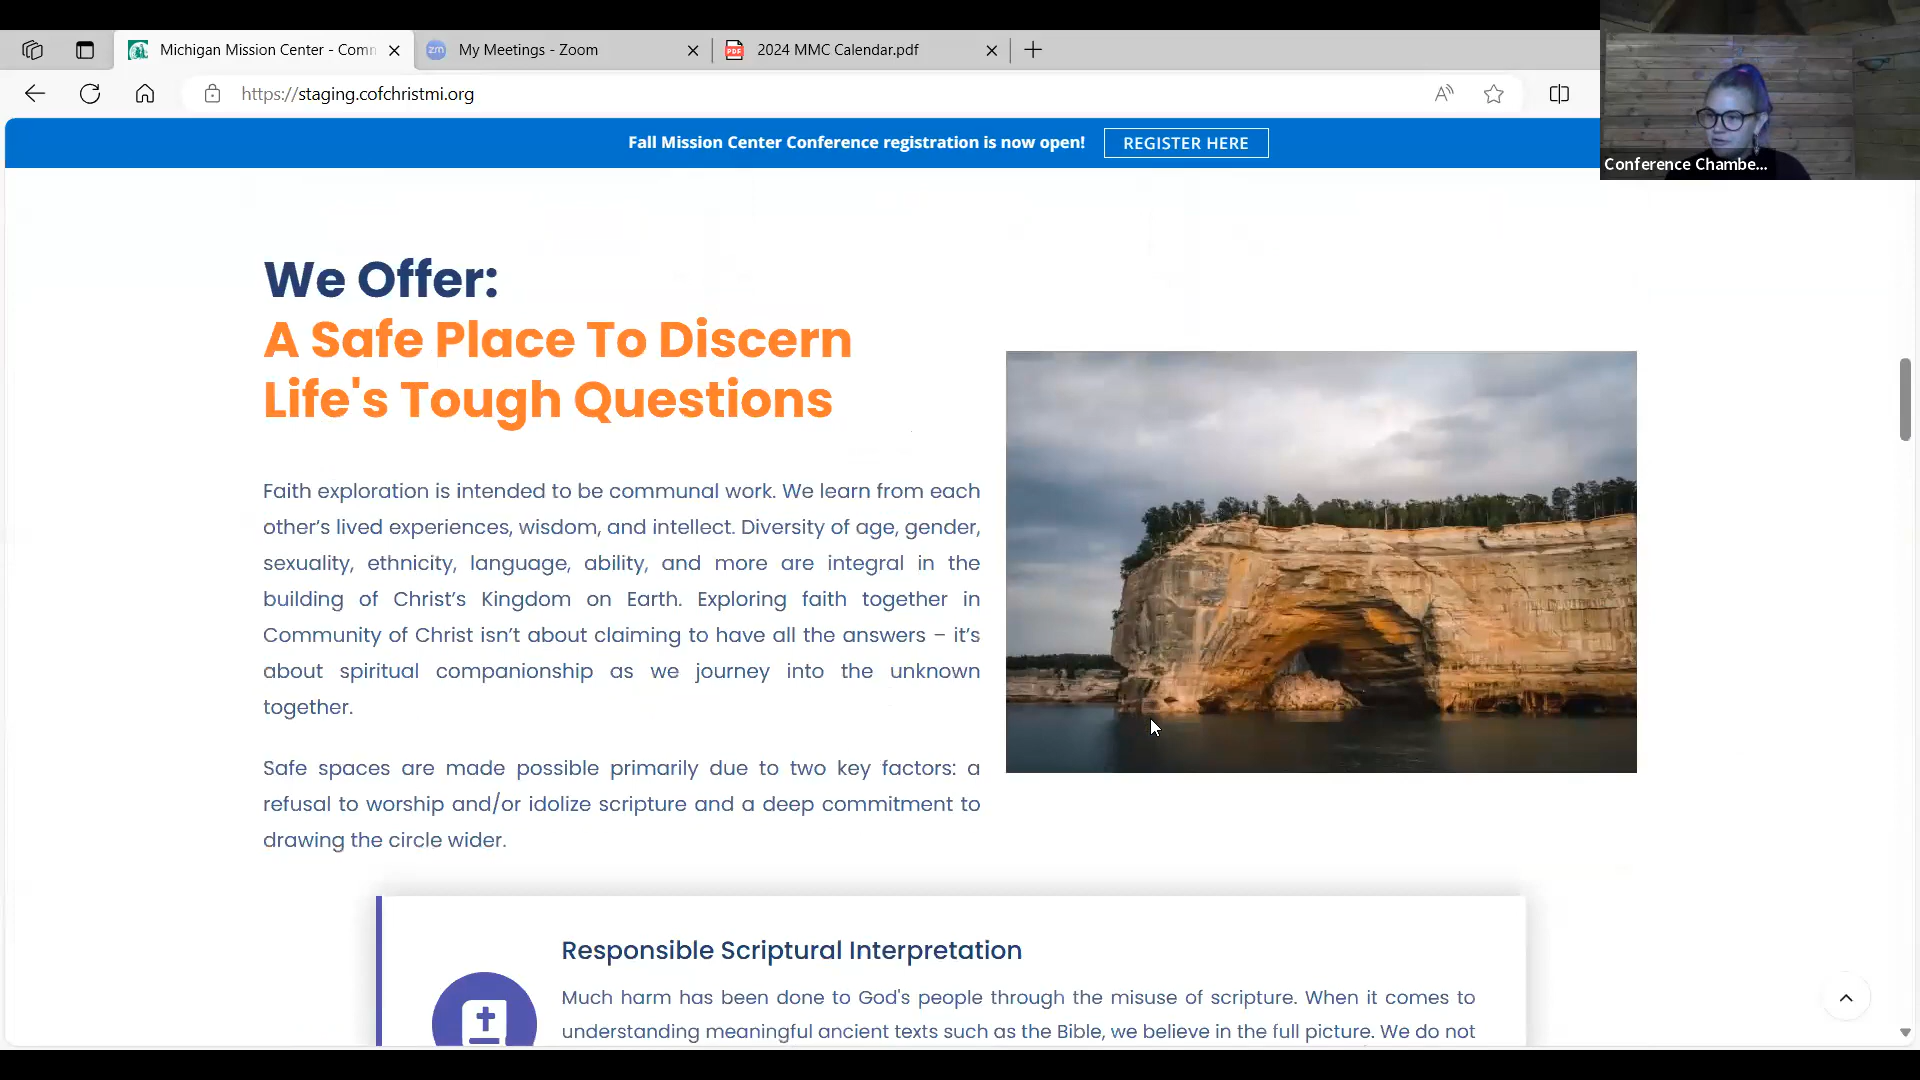 Michigan Mission Center - Comm
My Meetings - Zoom
PDF
2024 MMC Calendar.pdf
https://staging.cofchristmi.org
Fall Mission Center Conference registration is now open!
REGISTER HERE
Conference Chambe...
We Offer:
A Safe Place To Discern
Life's Tough Questions
Faith exploration is intended to be communal work. We learn from each
other's lived experiences, wisdom, and intellect. Diversity of age, gender,
sexuality, ethnicity, language, ability, and more are integral in the
building of Christ's Kingdom on Earth. Exploring faith together in
Community of Christ isn't about claiming to have all the answers – it's
about spiritual companionship as we journey into the unknown
together.
Safe spaces are made possible primarily due to two key factors: a
refusal to worship and/or idolize scripture and a deep commitment to
drawing the circle wider.
Responsible Scriptural Interpretation
Much harm has been done to God's people through the misuse of scripture. When it comes to
understanding meaningful ancient texts such as the Bible, we believe in the full picture. We do not